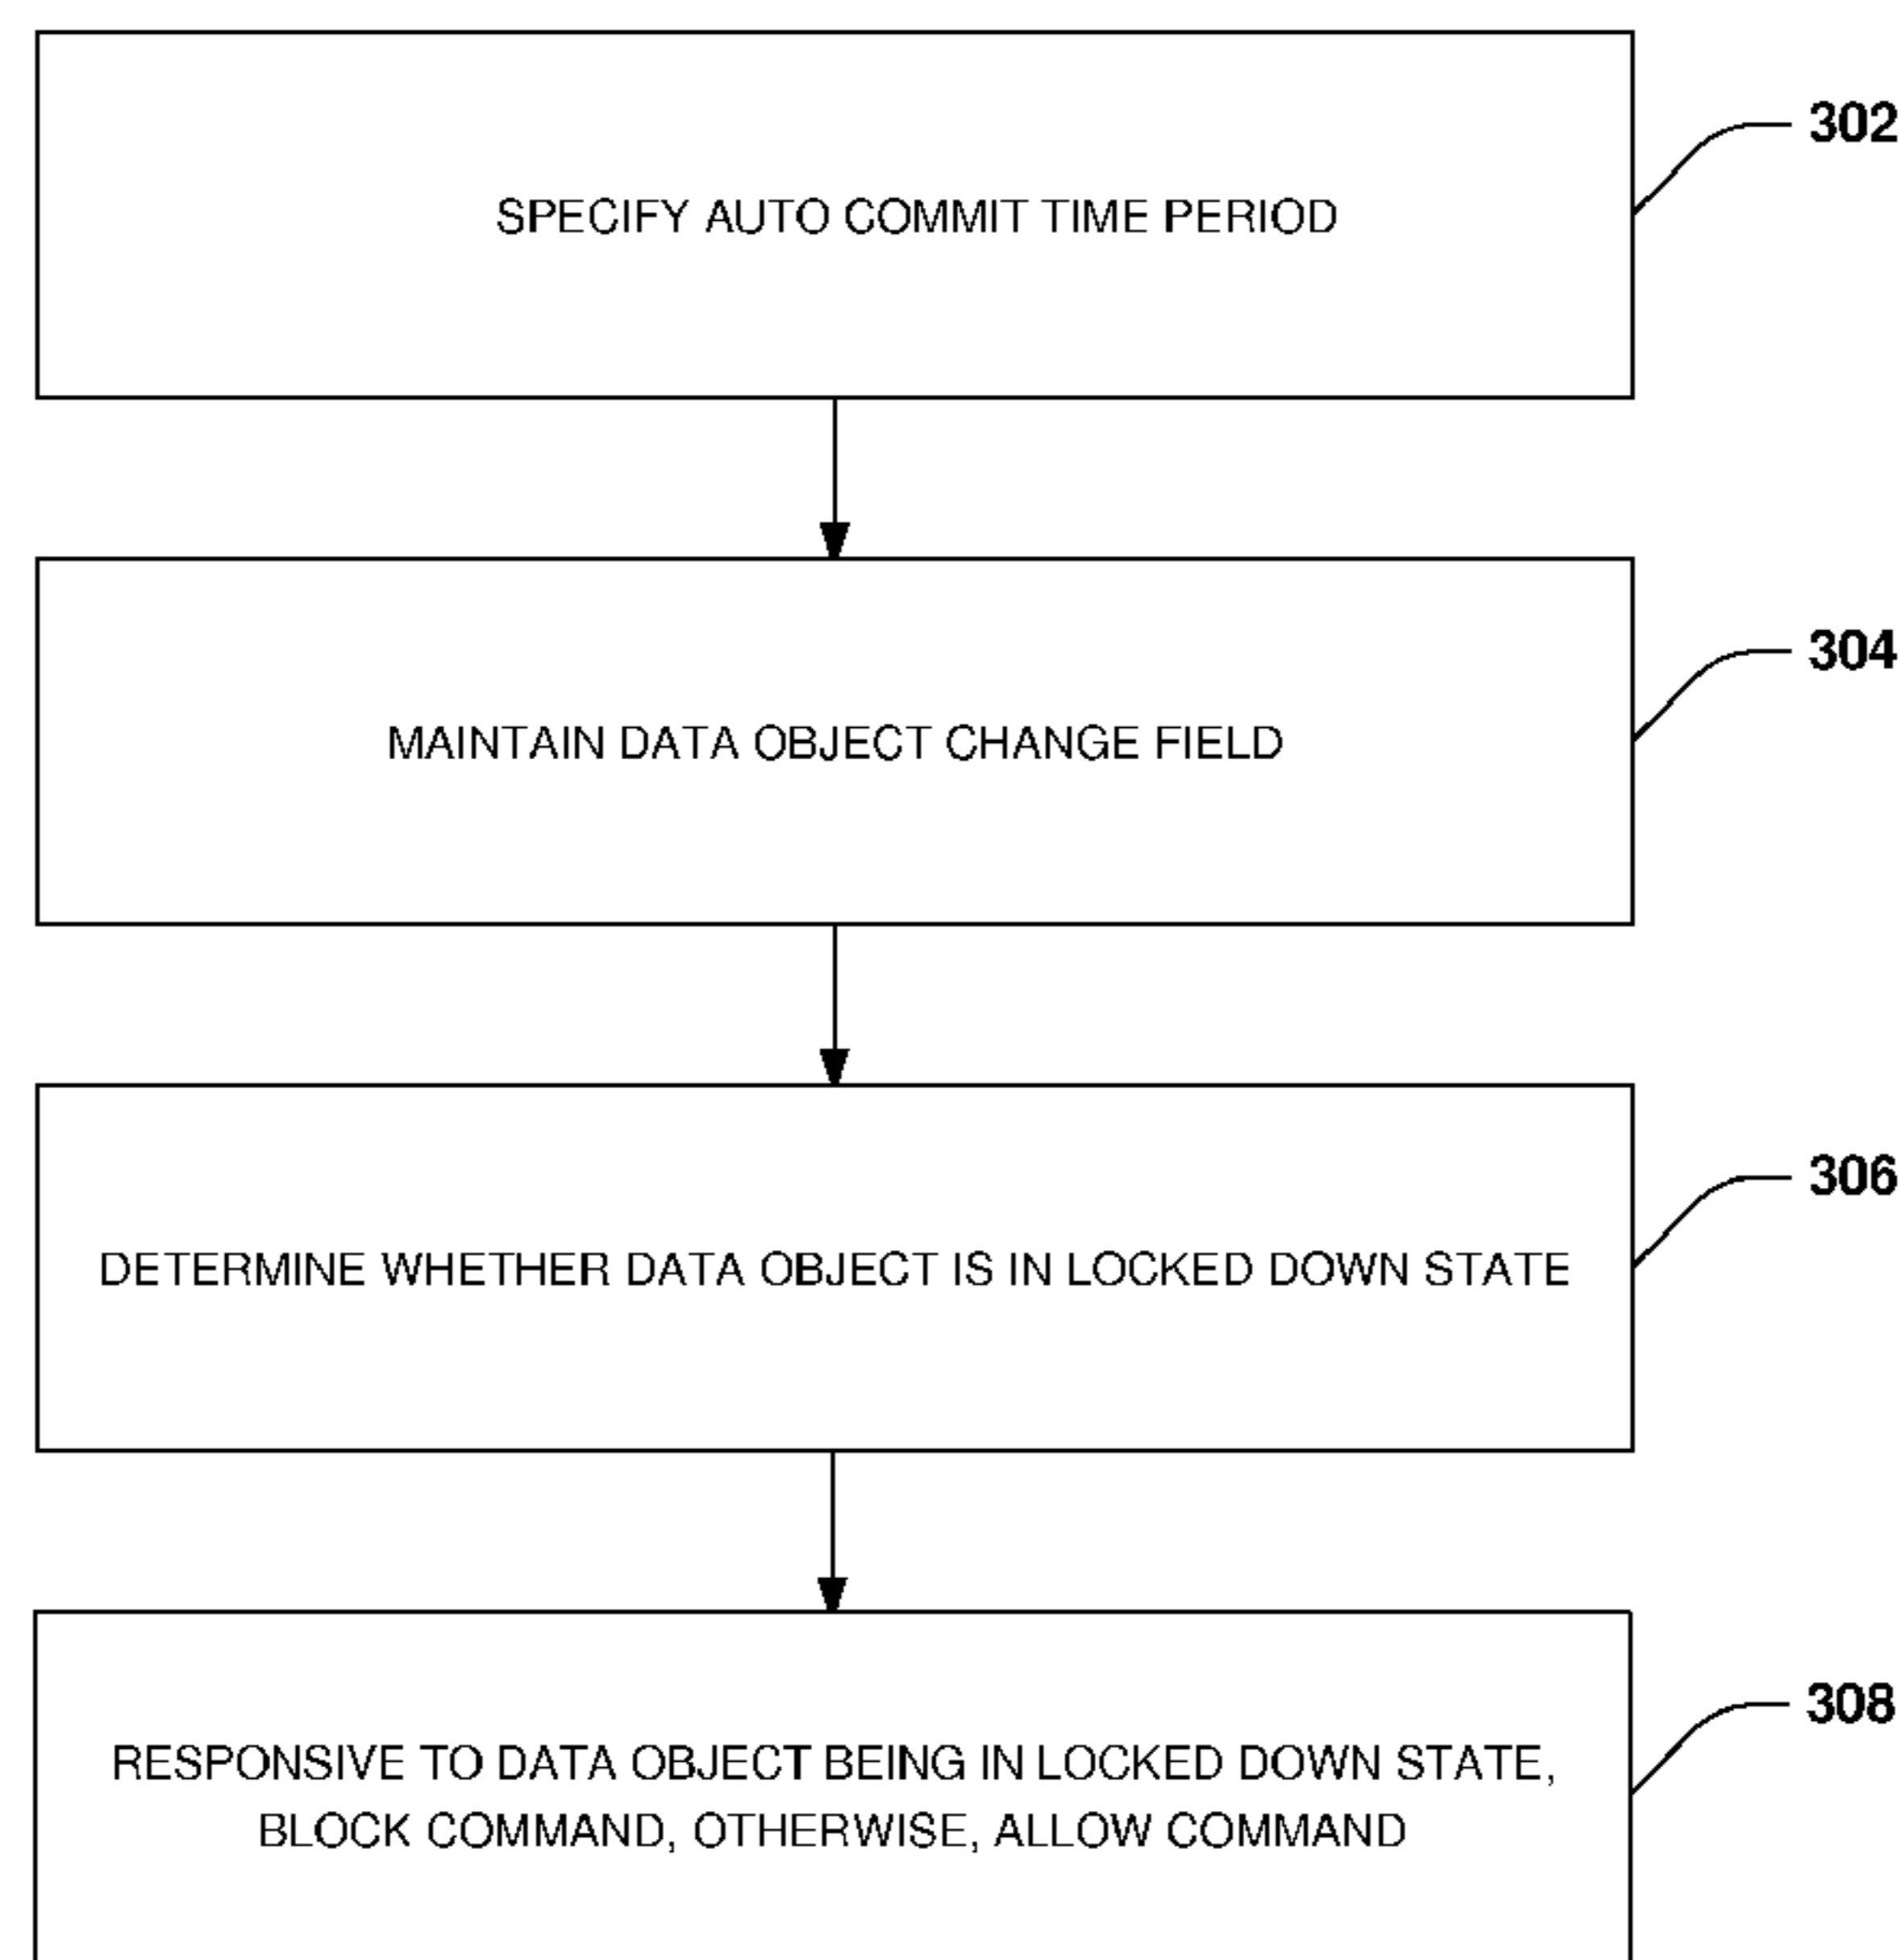 302
SPECIFY AUTO COMMIT TIME PERIOD
304
MAINTAIN DATA OBJECT CHANGE FIELD
306
DETERMINE WHETHER DATA OBJECT IS IN LOCKED DOWN STATE
308
RESPONSIVE TO DATA OBJECT BEING IN LOCKED DOWN STATE,
BLOCK COMMAND, OTHERWISE, ALLOW COMMAND